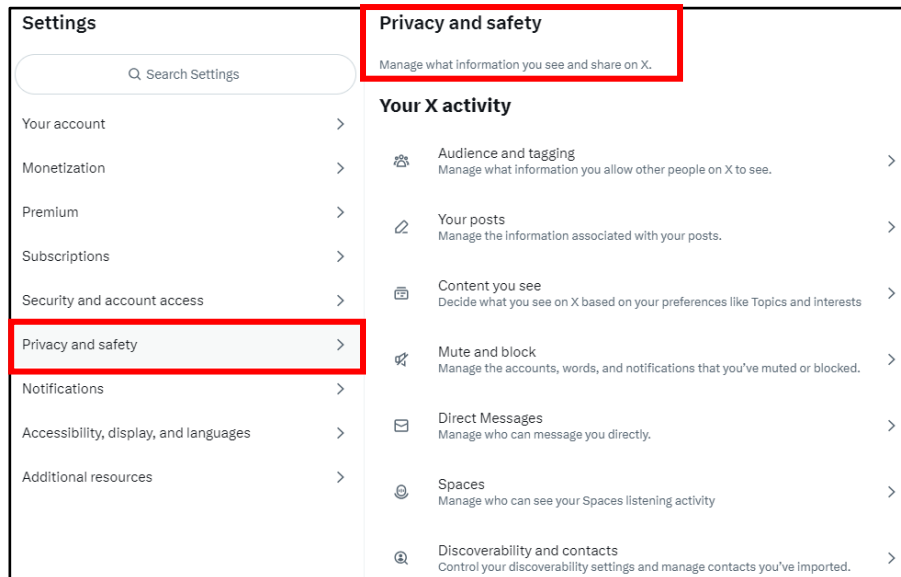 Settings
Search Settings
Your account
Monetization
Premium
Subscriptions
Security and account access
Privacy and safety
Notifications
Accessibility, display, and languages
Additional resources
Privacy and safety
Manage what information you see and share on X.
Your X activity
Audience and tagging
Manage what information you allow other people on X to see.
Your posts
Manage the information associated with your posts.
Content you see
Decide what you see on X based on your preferences like Topics and interests
Mute and block
Manage the accounts, words, and notifications that you’ve muted or blocked.
Direct Messages
Manage who can message you directly.
Spaces
Manage who can see your Spaces listening activity
Discoverability and contacts
Control your discoverability settings and manage contacts you’ve imported.